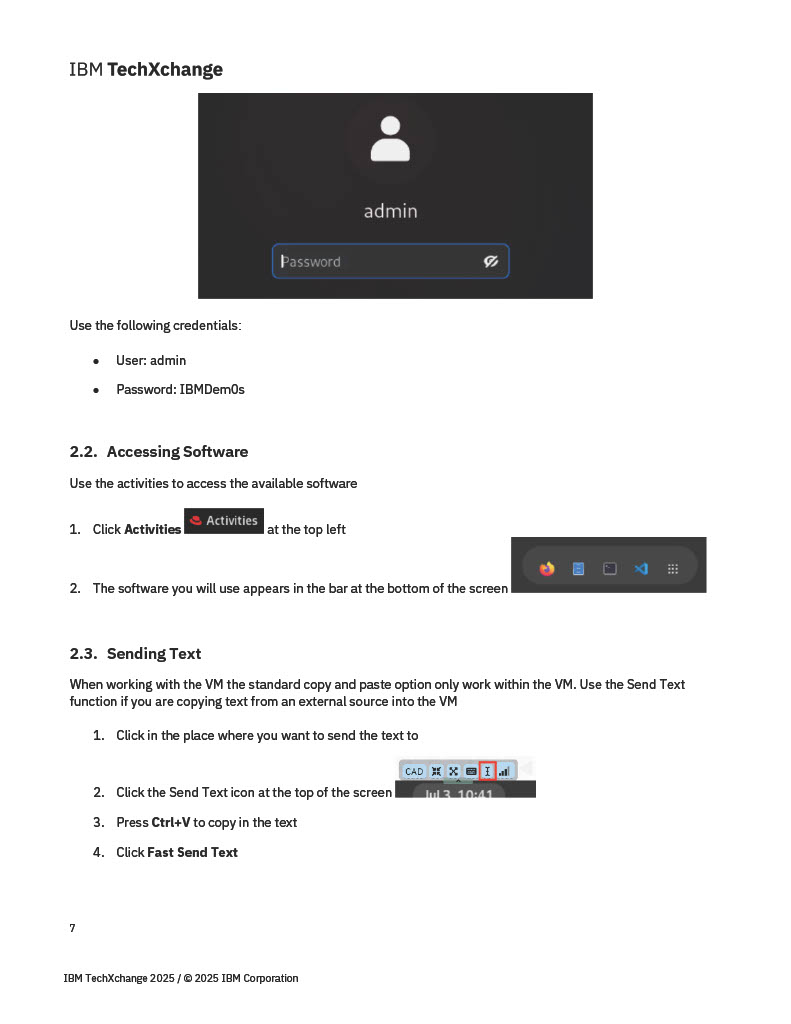 IBM TechXchange
admin
Password
Use the following credentials:
● User: admin
● Password: IBMDem0s
2.2. Accessing Software
Use the activities to access the available software
1. Click Activities Activities at the top left
2. The software you will use appears in the bar at the bottom of the screen
2.3. Sending Text
When working with the VM the standard copy and paste option only work within the VM. Use the Send Text
function if you are copying text from an external source into the VM
1. Click in the place where you want to send the text to
CAD
2. Click the Send Text icon at the top of the screen
Jul 3 10:41
3. Press Ctrl+V to copy in the text
4. Click Fast Send Text
7
IBM TechXchange 2025 / © 2025 IBM Corporation